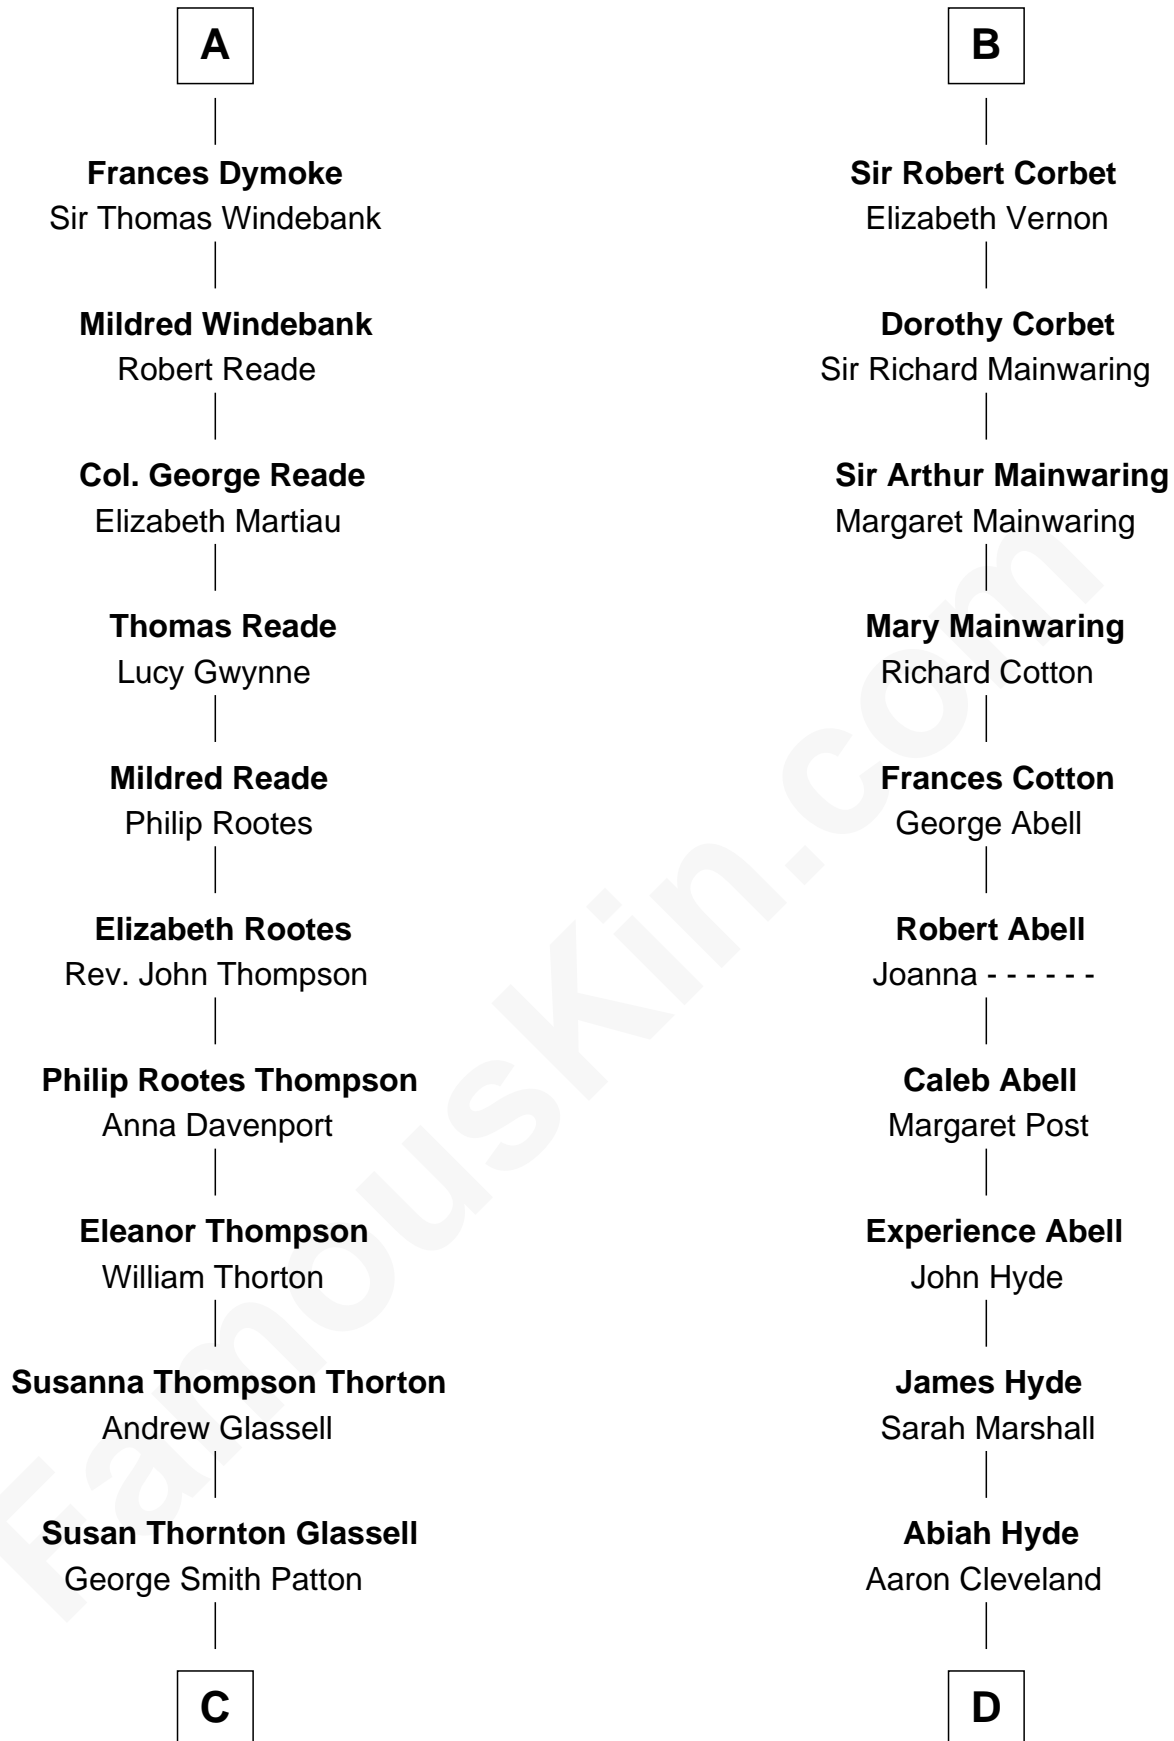 A
Frances Dymoke
Sir Thomas Windebank
Mildred Windebank
Robert Reade
Col. George Reade
Elizabeth Martiau
Thomas Reade
Lucy Gwynne
Mildred Reade
Philip Rootes
Elizabeth Rootes
Rev. John Thompson
Philip Rootes Thompson
Anna Davenport
Eleanor Thompson
William Thorton
Susanna Thompson Thorton
Andrew Glassell
Susan Thornton Glassell
George Smith Patton
C
B
Sir Robert Corbet
Elizabeth Vernon
Dorothy Corbet
Sir Richard Mainwaring
Sir Arthur Mainwaring
Margaret Mainwaring
Mary Mainwaring
Richard Cotton
Frances Cotton
George Abell
Robert Abell
Joanna - - - - - -
Caleb Abell
Margaret Post
Experience Abell
John Hyde
James Hyde
Sarah Marshall
Abiah Hyde
Aaron Cleveland
D
FamousKin.com